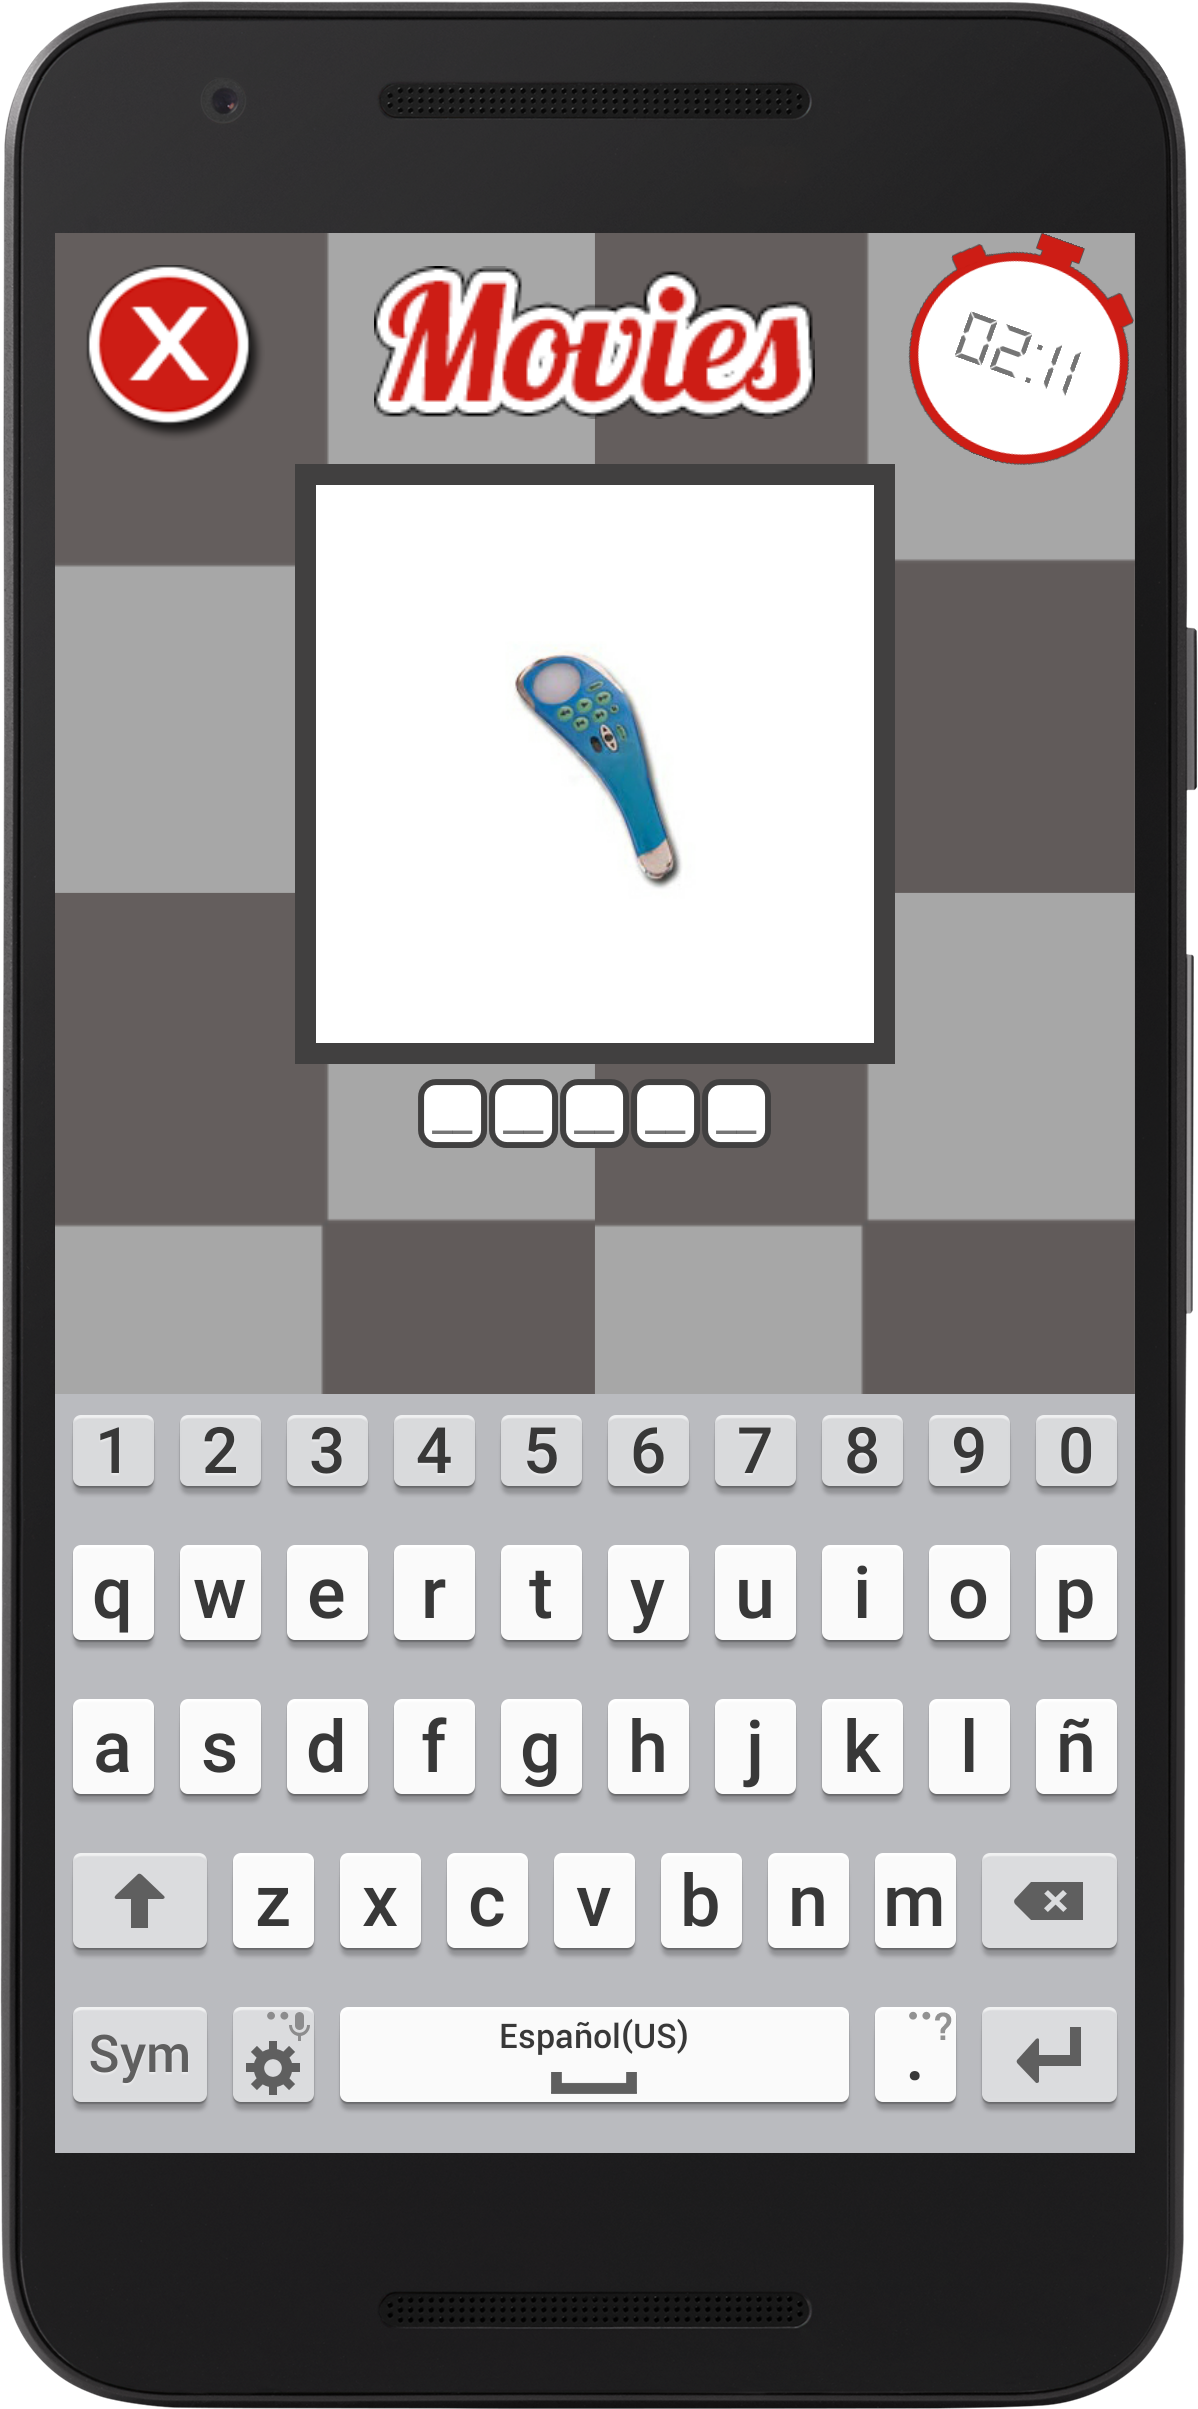 X
Movies
02:11
_ _ _ _ _
1 2 3 4 5 6 7 8 9 0
q w e r t y u i o p
a s d f g h j k l ñ
z x c v b n m
Sym Español(US) . ?